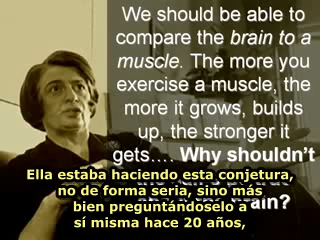 We should be able to
compare the brain to a
muscle. The more you
exercise a muscle, the
more it grows, builds
up, the stronger it
gets.... Why shouldn't
Ella estaba haciendo esta conjetura,
no de forma seria, sino más
bien preguntándoselo a
sí misma hace 20 años,
brain?